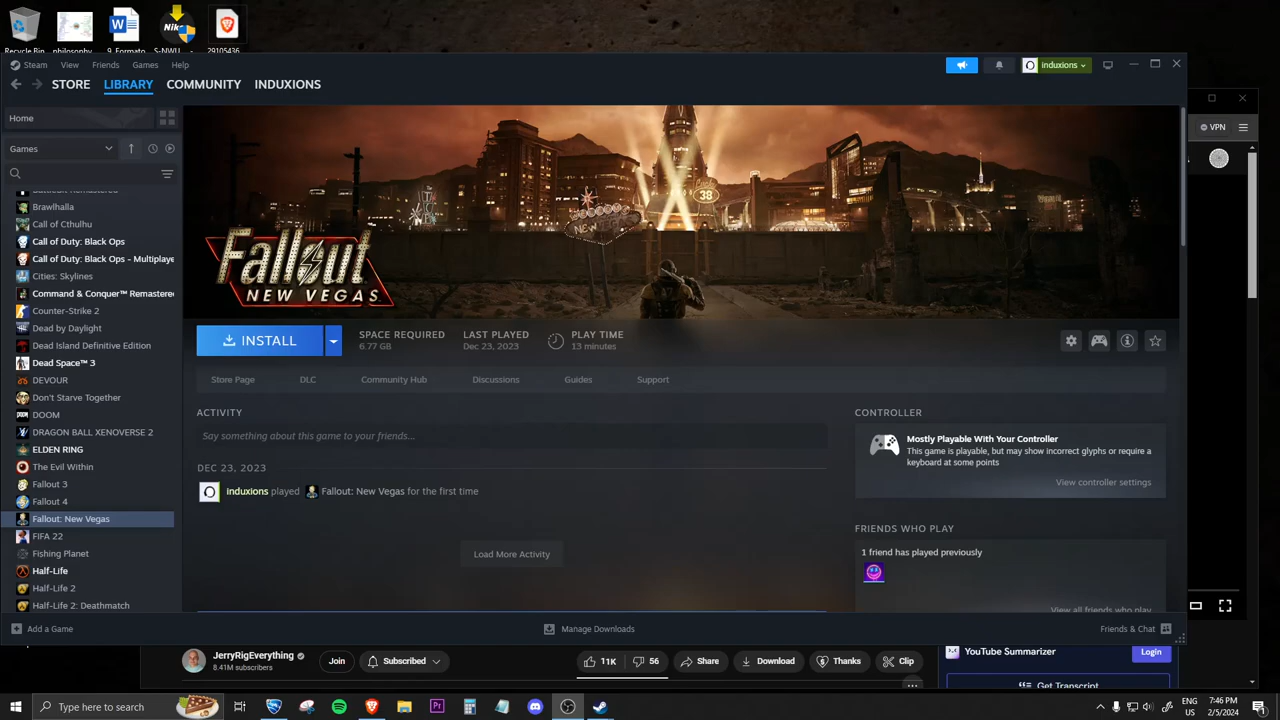 Recycle Bin
philosophy
9. Formato
S-NWU
29105436
Nik
Steam View Friends Games Help
induxions
STORE LIBRARY COMMUNITY INDUXIONS
Home
VPN
Games
Brawlhalla
Call of Cthulhu
Call of Duty: Black Ops
Call of Duty: Black Ops - Multiplaye
Cities: Skylines
Command & Conquer™ Remastere
Counter-Strike 2
Dead by Daylight
Dead Island Definitive Edition
Dead Space™ 3
DEVOUR
Don't Starve Together
DOOM
DRAGON BALL XENOVERSE 2
ELDEN RING
The Evil Within
Fallout 3
Fallout 4
Fallout: New Vegas
FIFA 22
Fishing Planet
Half-Life
Half-Life 2
Half-Life 2: Deathmatch
38
NEW
Fallout
NEW VEGAS
INSTALL
SPACE REQUIRED
6.77 GB
LAST PLAYED
Dec 23, 2023
PLAY TIME
13 minutes
Store Page DLC Community Hub Discussions Guides Support
ACTIVITY
Say something about this game to your friends...
DEC 23, 2023
induxions played Fallout: New Vegas for the first time
Load More Activity
CONTROLLER
Mostly Playable With Your Controller
This game is playable, but may show incorrect glyphs or require a
keyboard at some points
View controller settings
FRIENDS WHO PLAY
1 friend has played previously
View all friends who play
Add a Game
Manage Downloads
Friends & Chat
JerryRigEverything
8.41M subscribers
Join
Subscribed
11K 56
Share
Download
Thanks
Clip
YouTube Summarizer
Login
Get Transcript
Type here to search
ENG
US
7:46 PM
2/5/2024
1